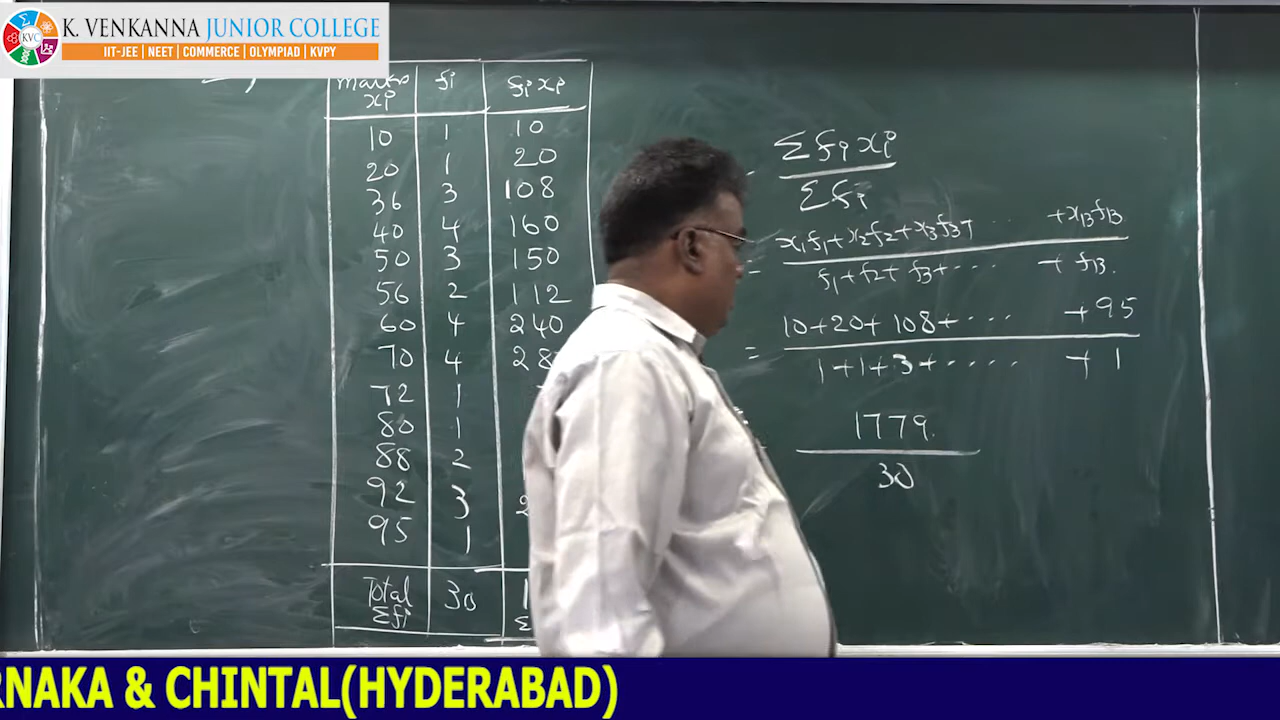 K. VENKANNA JUNIOR COLLEGE
KVC
IIT-JEE | NEET | COMMERCE | OLYMPIAD | KVPY
Marks xi fi fixi
10 1 10
20 1 20
36 3 108
40 4 160
50 3 150
56 2 112
60 4 240
70 4 28
72 1
80 1
88 2
92 3 2
95 1
Total Σfi 30 1 Σ
Σfixi
Σfi
= x1f1+x2f2+x3f3+ ... +x13f13
f1+f2+f3+.... + f13.
= 10+20+108+.... +95
1+1+3+..... + 1
1779.
30
RNAKA & CHINTAL(HYDERABAD)